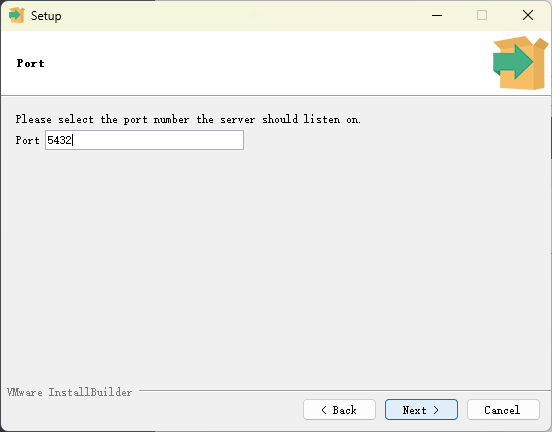 Setup
Port
Please select the port number the server should listen on.
Port 5432
VMware InstallBuilder
< Back
Next >
Cancel